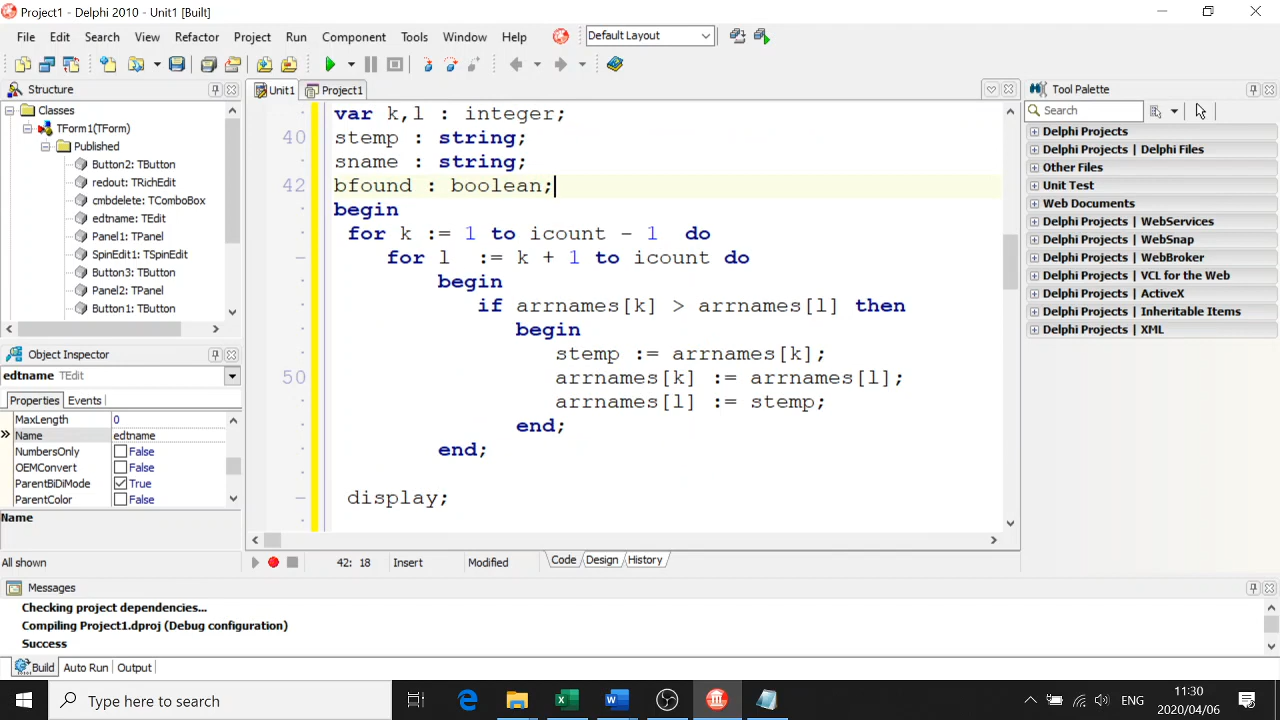 Project1 - Delphi 2010 - Unit1 [Built]
File Edit Search View Refactor Project Run Component Tools Window Help Default Layout
Structure
Classes
TForm1(TForm)
Published
Button2: TButton
redout: TRichEdit
cmbdelete: TComboBox
edtname: TEdit
Panel1: TPanel
SpinEdit1: TSpinEdit
Button3: TButton
Panel2: TPanel
Button1: TButton
Object Inspector
edtname TEdit
Properties Events
MaxLength 0
Name edtname
NumbersOnly False
OEMConvert False
ParentBiDiMode True
ParentColor False
Name
All shown
Unit1 Project1
var k,l : integer;
40 stemp : string;
sname : string;
42 bfound : boolean;
begin
for k := 1 to icount - 1 do
for l := k + 1 to icount do
begin
if arrnames[k] > arrnames[l] then
begin
stemp := arrnames[k];
50 arrnames[k] := arrnames[l];
arrnames[l] := stemp;
end;
end;
display;
42: 18 Insert Modified Code Design History
Tool Palette
Search
Delphi Projects
Delphi Projects | Delphi Files
Other Files
Unit Test
Web Documents
Delphi Projects | WebServices
Delphi Projects | WebSnap
Delphi Projects | WebBroker
VCL for the Web
Delphi Projects | ActiveX
Delphi Projects | Inheritable Items
Delphi Projects | XML
Messages
Checking project dependencies...
Compiling Project1.dproj (Debug configuration)
Success
Build Auto Run Output
Type here to search
ENG
11:30
2020/04/06